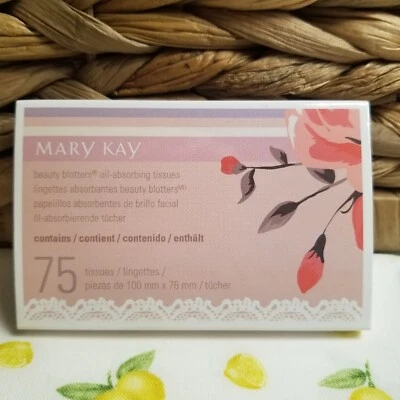 MARY KAY
beauty blotters® oil-absorbing tissues
lingettes absorbantes beauty blotters^MD
papelillos absorbentes de brillo facial
öl-absorbierende tücher
contains / contient / contenido / enthält
75 tissues / lingettes /
piezas de 100 mm x 76 mm / tücher